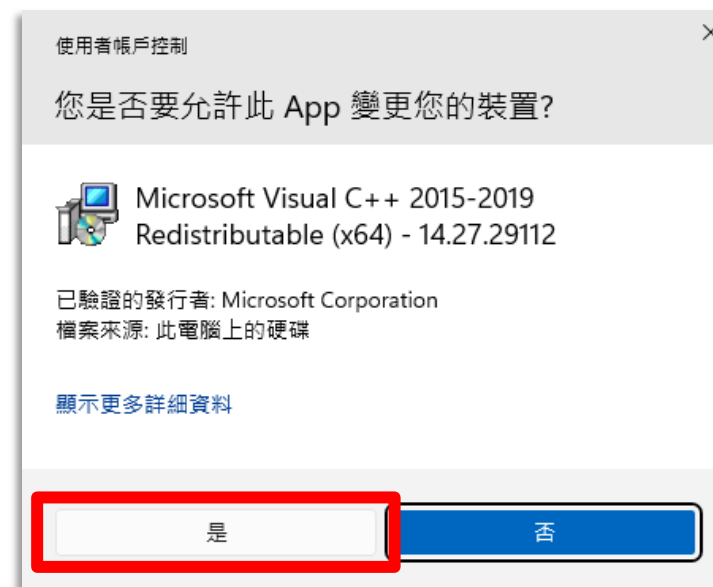 使用者帳戶控制
您是否要允許此 App 變更您的裝置?
Microsoft Visual C++ 2015-2019
Redistributable (x64) - 14.27.29112
已驗證的發行者: Microsoft Corporation
檔案來源: 此電腦上的硬碟
顯示更多詳細資料
是
否